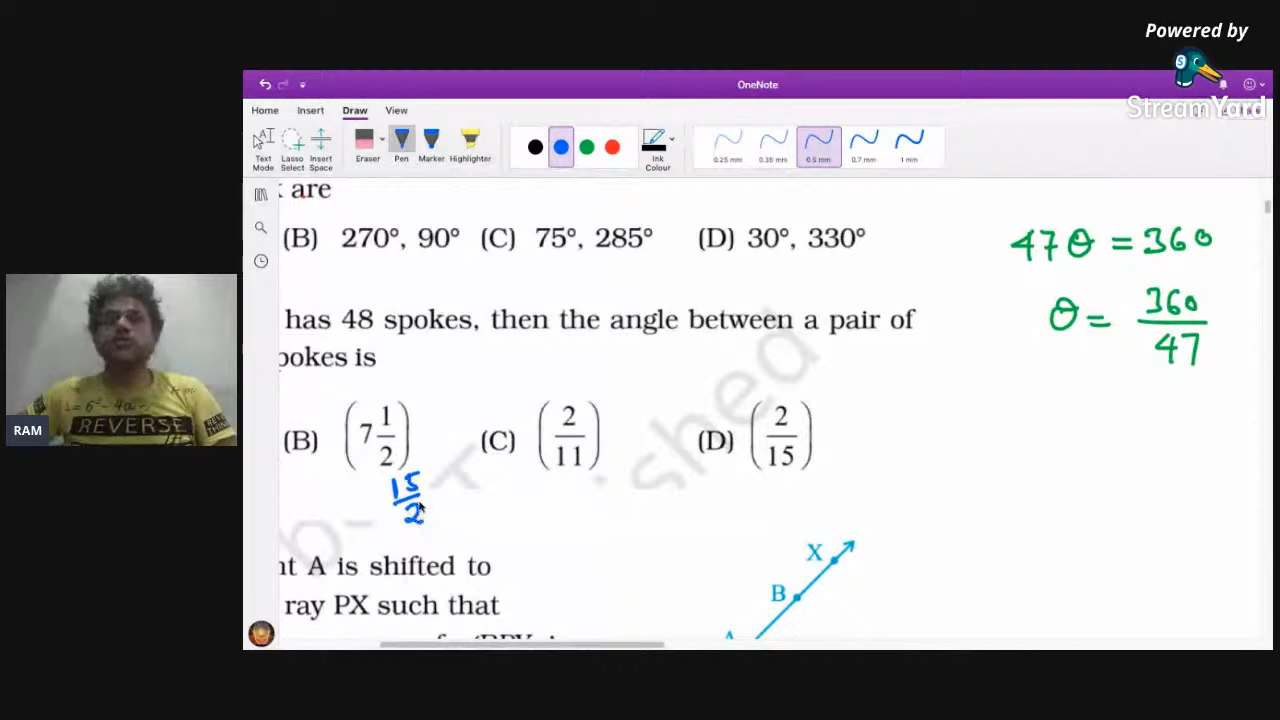 Powered by
StreamYard
OneNote
Home Insert Draw View
Text Mode
Lasso Select
Insert Space
Eraser
Pen
Marker
Highlighter
Ink Colour
0.25 mm
0.35 mm
0.5 mm
0.7 mm
1 mm
are
(B) 270°, 90° (C) 75°, 285° (D) 30°, 330°
47θ = 360
θ = 360/47
has 48 spokes, then the angle between a pair of
pokes is
(B) (7 1/2) (C) (2/11) (D) (2/15)
15/2
nt A is shifted to
ray PX such that
X
B
A
REVERSE
RAM